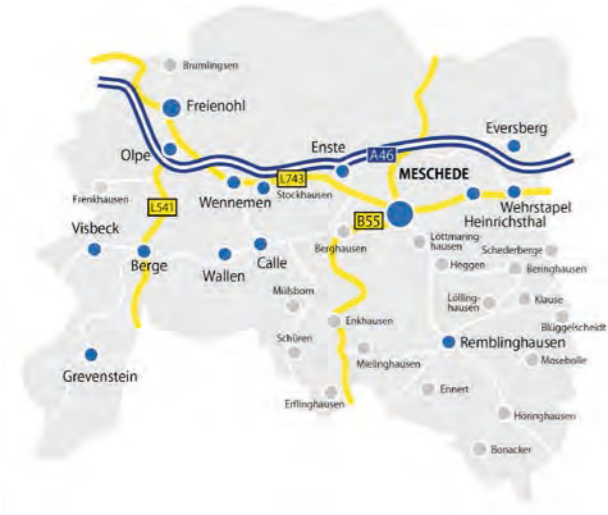 Brumlingsen
Freienohl
Eversberg
Enste
A46
Olpe
MESCHEDE
L743
Frenkhausen
Stockhausen
Wennemen
L541
Wehrstapel
Heinrichsthal
B55
Visbeck
Berghausen
Löttmaring-
hausen
Schederberge
Berge
Wallen
Calle
Heggen
Beringhausen
Mülsborn
Lölling-
hausen
Klause
Enkhausen
Blüggelscheidt
Schüren
Remblinghausen
Mielinghausen
Mosebolle
Grevenstein
Ennert
Erflinghausen
Höringhausen
Bonacker